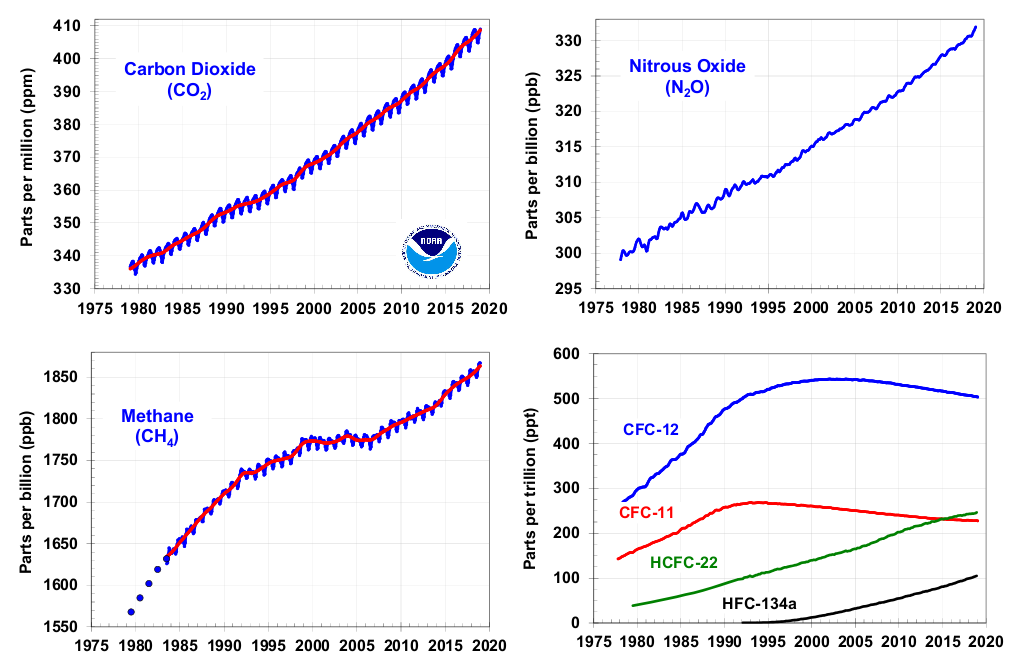 Parts per million (ppm)
410
400
390
380
370
360
350
340
330
Carbon Dioxide
(CO₂)
NOAA
1975 1980 1985 1990 1995 2000 2005 2010 2015 2020
Parts per billion (ppb)
330
325
320
315
310
305
300
295
Nitrous Oxide
(N₂O)
1975 1980 1985 1990 1995 2000 2005 2010 2015 2020
Parts per billion (ppb)
1850
1800
1750
1700
1650
1600
1550
Methane
(CH₄)
1975 1980 1985 1990 1995 2000 2005 2010 2015 2020
Parts per trillion (ppt)
600
500
400
300
200
100
0
CFC-12
CFC-11
HCFC-22
HFC-134a
1975 1980 1985 1990 1995 2000 2005 2010 2015 2020